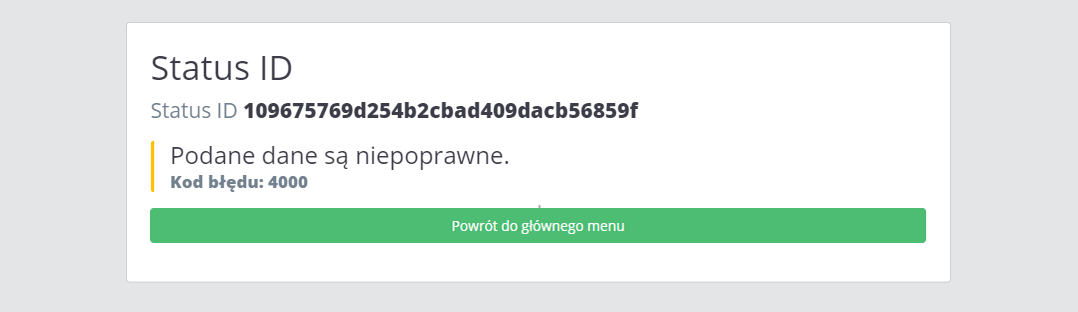 Status ID
Status ID 109675769d254b2cbad409dacb56859f
Podane dane są niepoprawne.
Kod błędu: 4000
Powrót do głównego menu